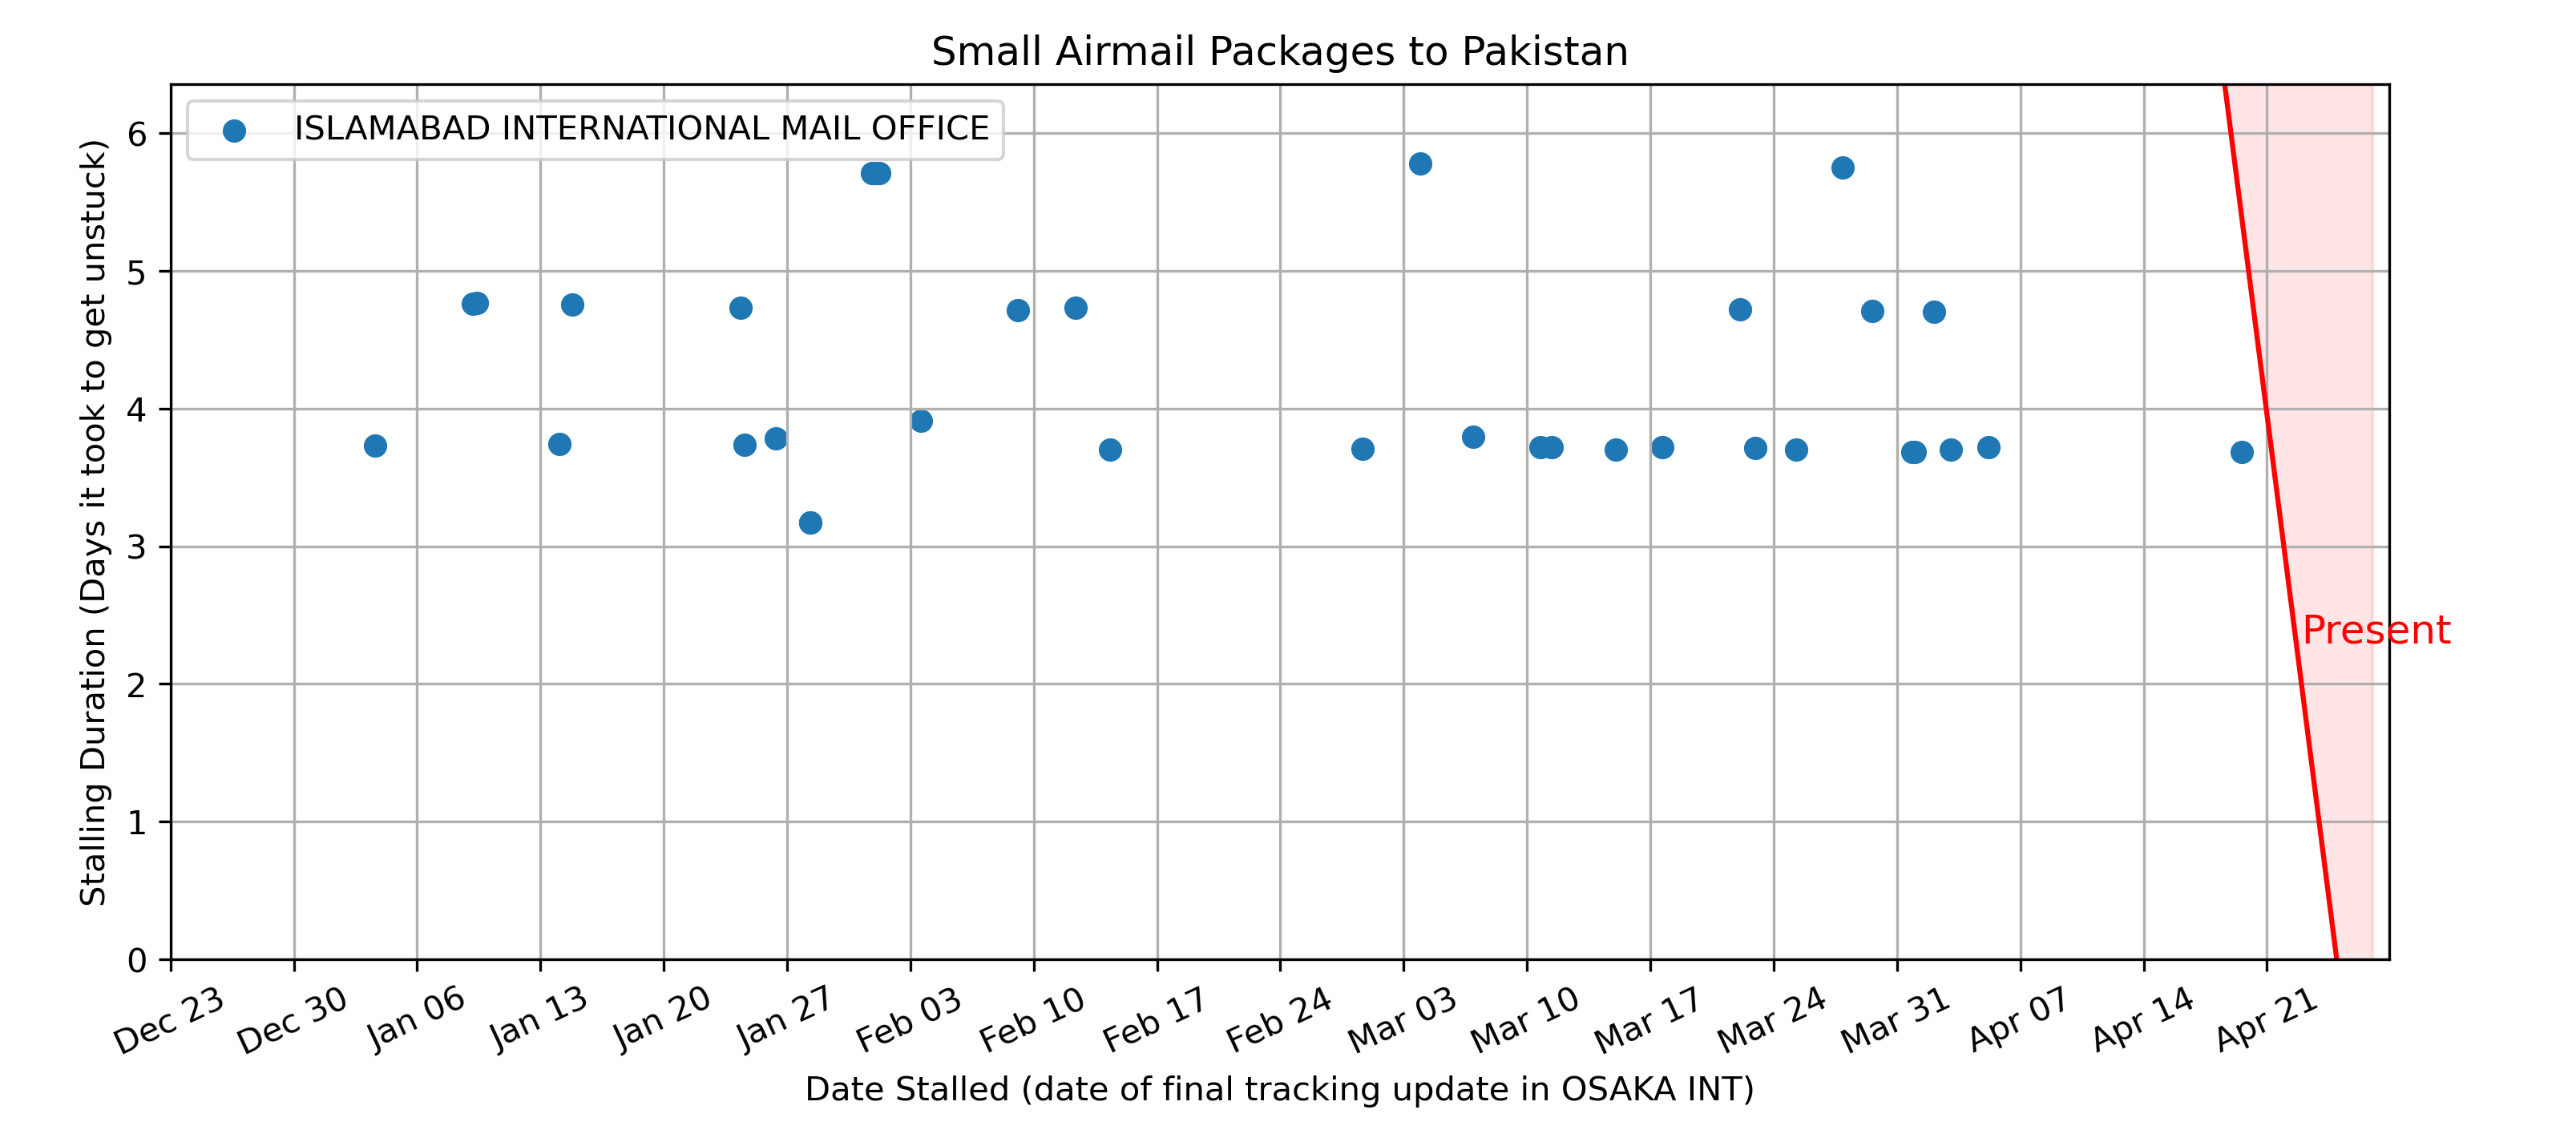 Small Airmail Packages to Pakistan
ISLAMABAD INTERNATIONAL MAIL OFFICE
Stalling Duration (Days it took to get unstuck)
6
5
4
3
2
1
0
Present
Dec 23
Dec 30
Jan 06
Jan 13
Jan 20
Jan 27
Feb 03
Feb 10
Feb 17
Feb 24
Mar 03
Mar 10
Mar 17
Mar 24
Mar 31
Apr 07
Apr 14
Apr 21
Date Stalled (date of final tracking update in OSAKA INT)